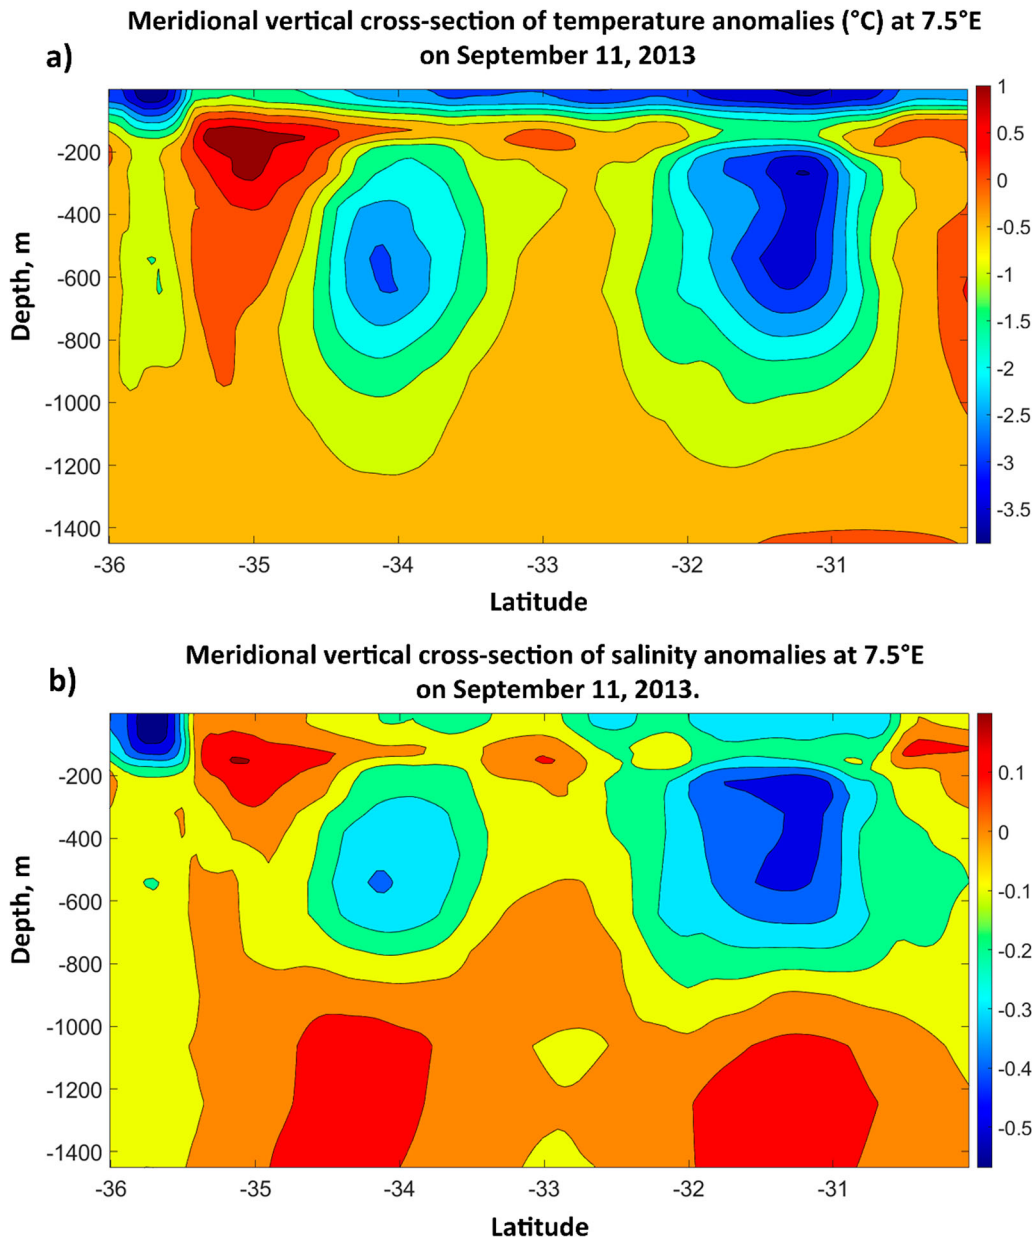 Meridional vertical cross-section of temperature anomalies (°C) at 7.5°E
on September 11, 2013
a)
1
0.5
0
-0.5
-1
-1.5
-2
-2.5
-3
-3.5
-200
-400
-600
-800
-1000
-1200
-1400
Depth, m
-36 -35 -34 -33 -32 -31
Latitude
Meridional vertical cross-section of salinity anomalies at 7.5°E
on September 11, 2013.
b)
0.1
0
-0.1
-0.2
-0.3
-0.4
-0.5
-200
-400
-600
-800
-1000
-1200
-1400
Depth, m
-36 -35 -34 -33 -32 -31
Latitude